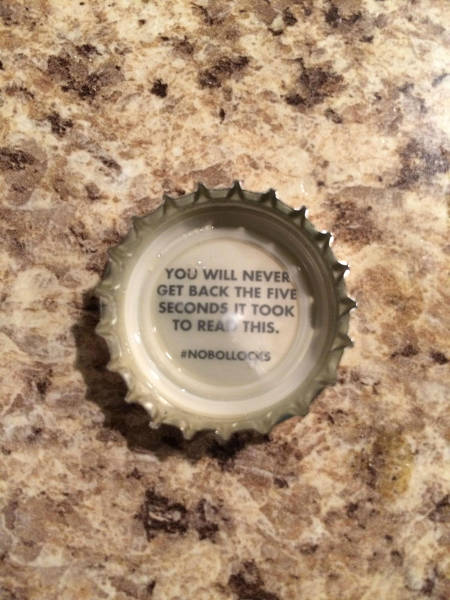 YOU WILL NEVER
GET BACK THE FIVE
SECONDS IT TOOK
TO READ THIS.
#NOBOLLOCKS